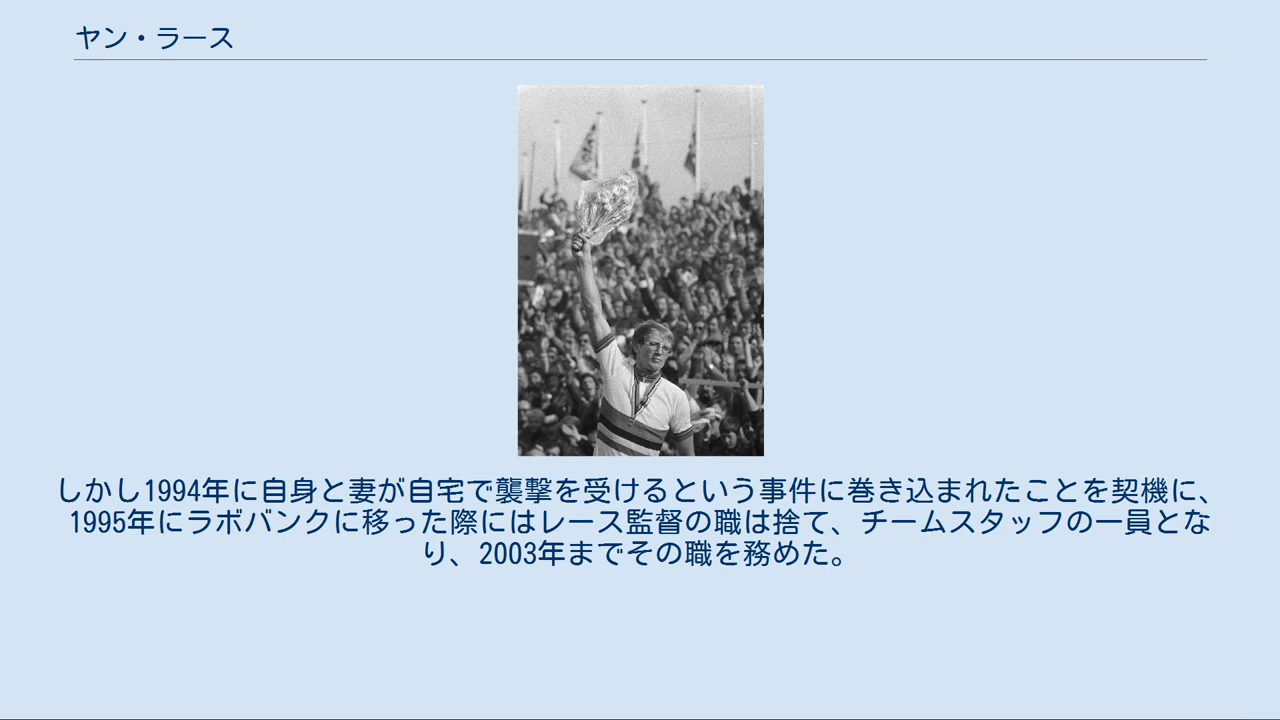 ヤン・ラース
しかし1994年に自身と妻が自宅で襲撃を受けるという事件に巻き込まれたことを契機に、
1995年にラボバンクに移った際にはレース監督の職は捨て、チームスタッフの一員とな
り、2003年までその職を務めた。